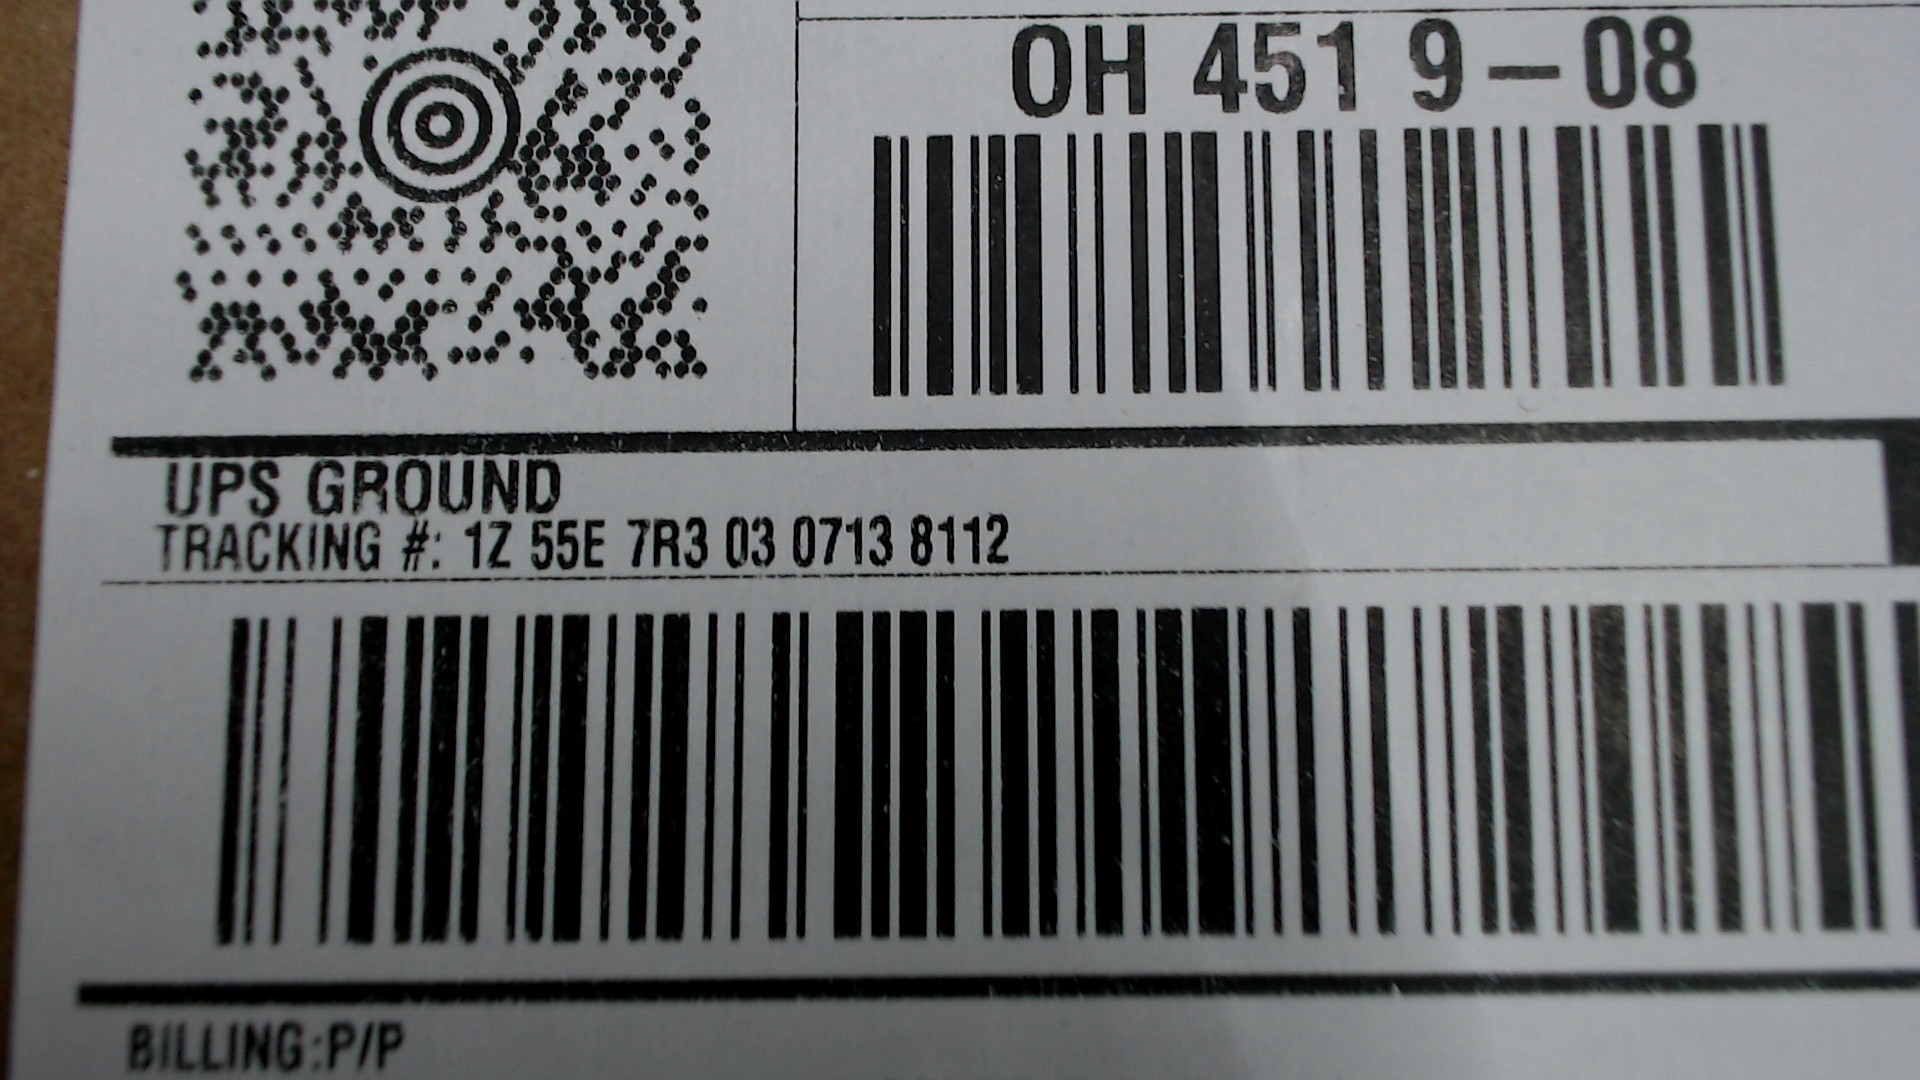 OH 451 9-08
UPS GROUND
TRACKING #: 1Z 55E 7R3 03 0713 8112
BILLING:P/P